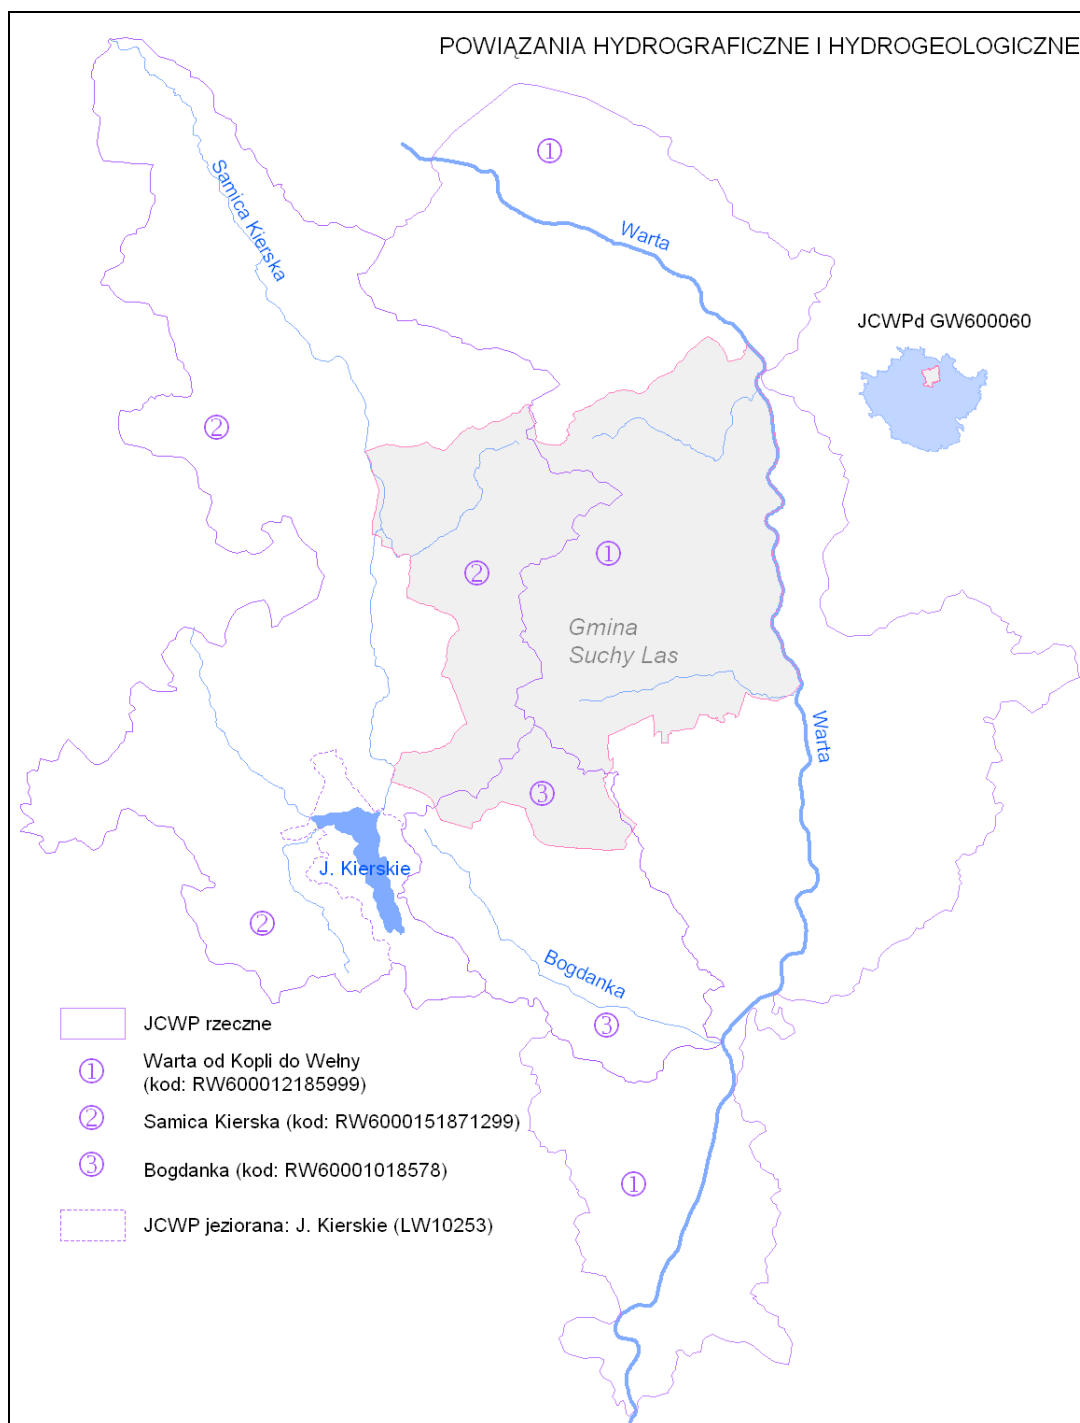 POWIĄZANIA HYDROGRAFICZNE I HYDROGEOLOGICZNE
1
Samica Kierska
Warta
JCWPd GW600060
2
1
2
Gmina
Suchy Las
Warta
3
J. Kierskie
2
Bogdanka
3
JCWP rzeczne
1 Warta od Kopli do Wełny
(kod: RW600012185999)
2 Samica Kierska (kod: RW6000151871299)
3 Bogdanka (kod: RW60001018578)
1
JCWP jeziorana: J. Kierskie (LW10253)